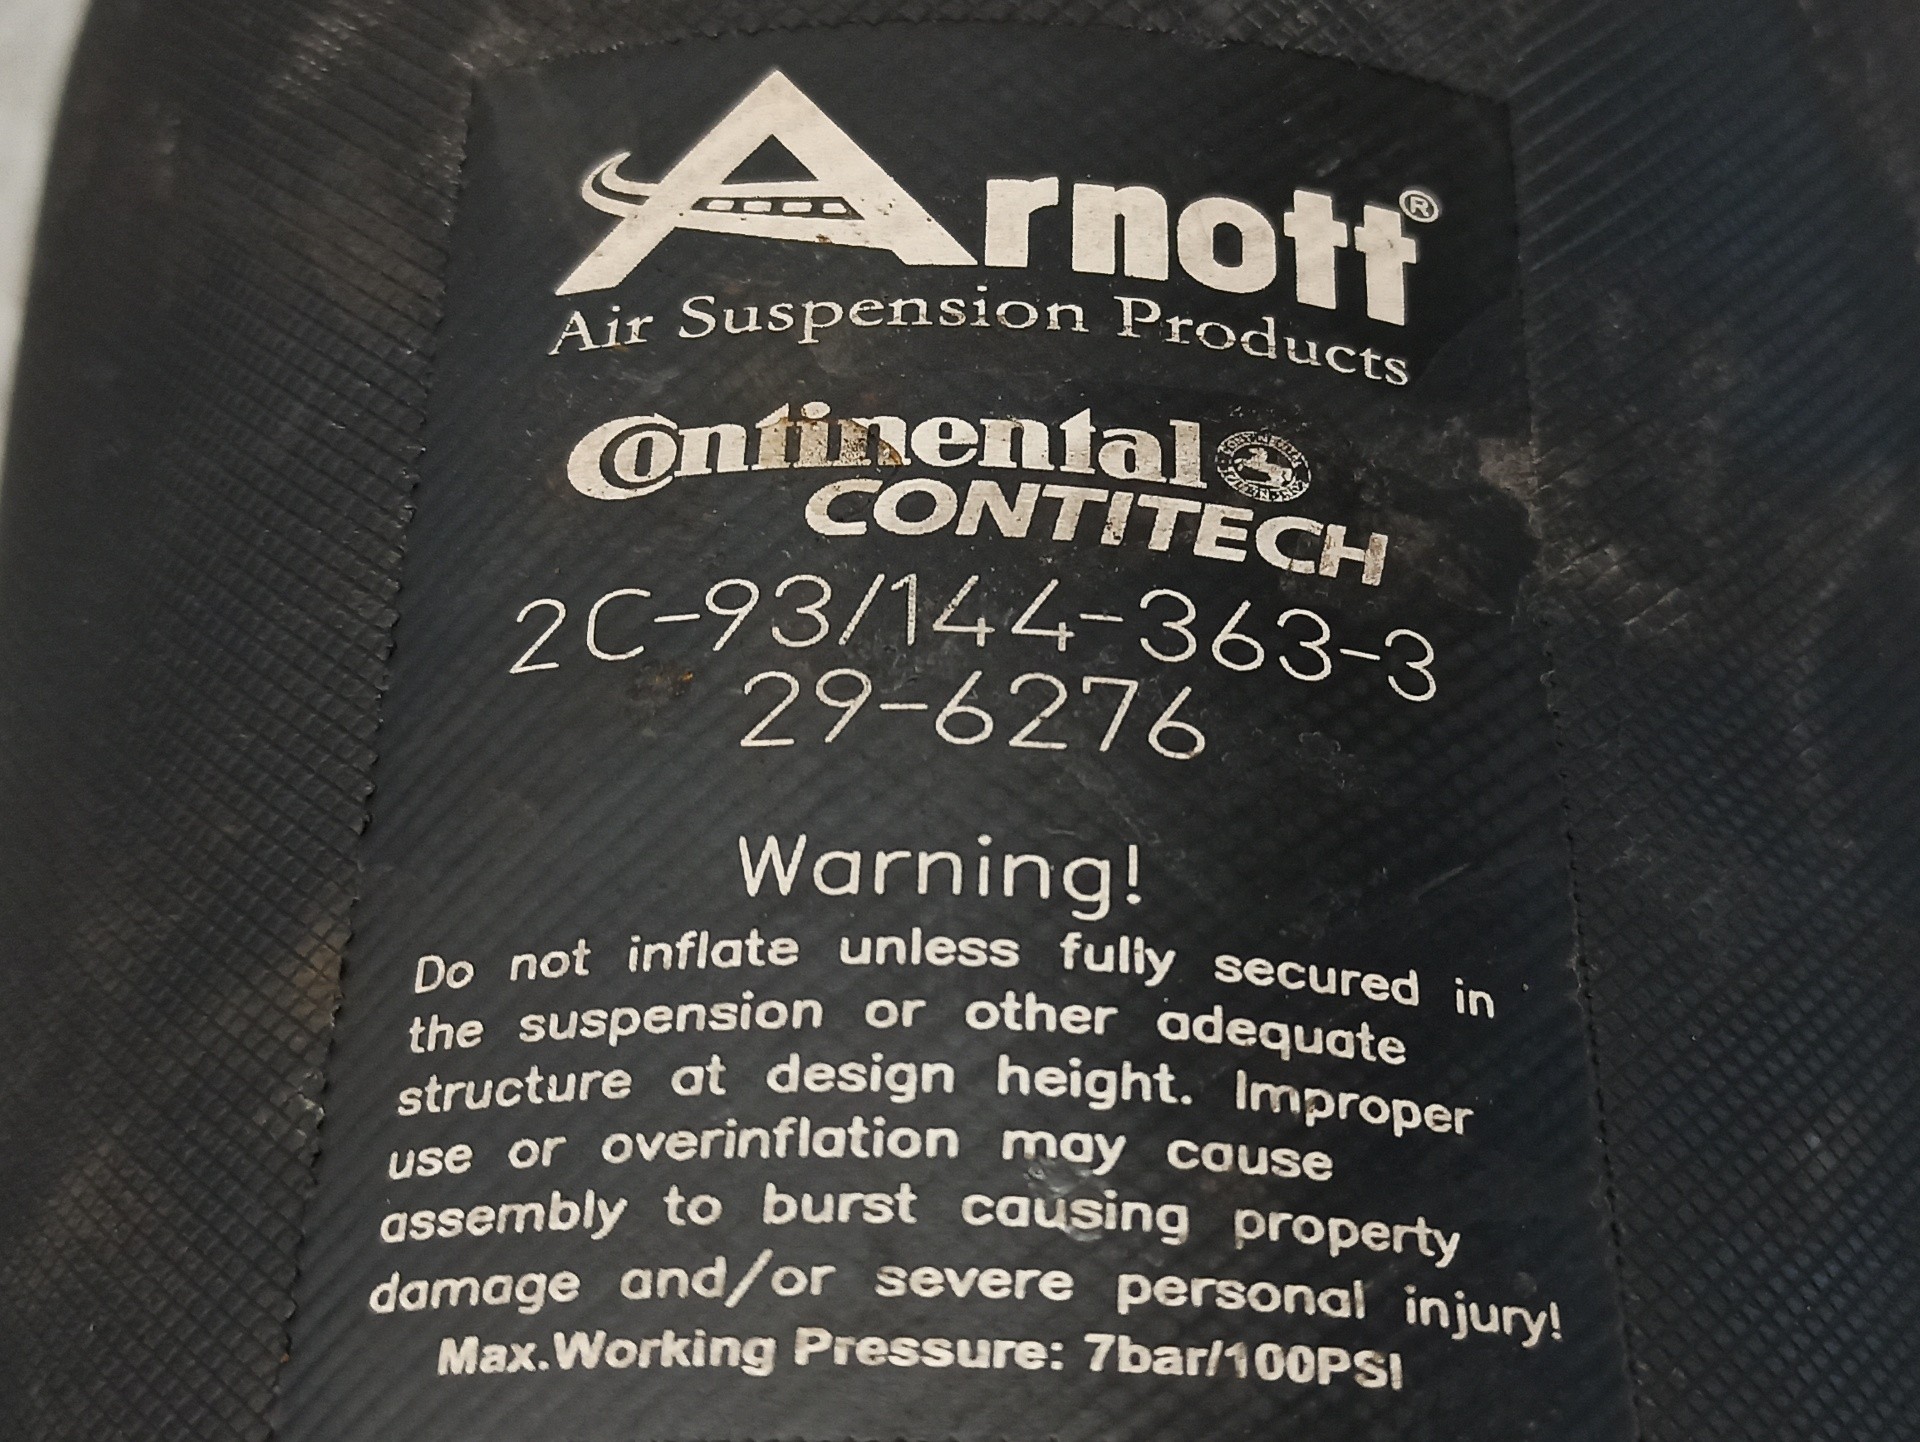 Arnott®
Air Suspension Products
Continental
CONTITECH
2C-93/144-363-3
29-6276
Warning!
Do not inflate unless fully secured in
the suspension or other adequate
structure at design height. Improper
use or overinflation may cause
assembly to burst causing property
damage and/or severe personal injury!
Max.Working Pressure: 7bar/100PSI